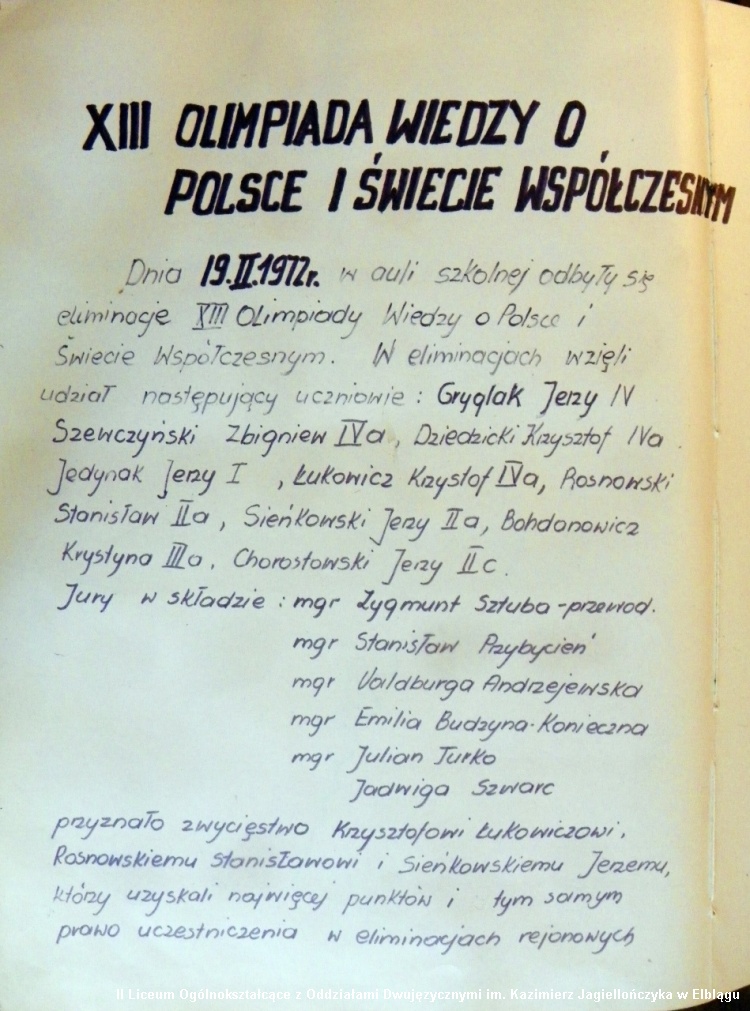 XIII OLIMPIADA WIEDZY O
POLSCE I ŚWIECIE WSPÓŁCZESNYM
Dnia 19.II.1972r. w auli szkolnej odbyły się
eliminacje XIII Olimpiady Wiedzy o Polsce i
Świecie Współczesnym. W eliminacjach wzięli
udział następujący uczniowie: Gryglak Jerzy IV
Szewczyński Zbigniew IVa, Dziedzicki Krzysztof IVa
Jedynak Jerzy I , Łukowicz Krzystof IVa, Rosnowski
Stanisław IIa, Sieńkowski Jerzy IIa, Bohdonowicz
Krystyna IIIa, Chorostowski Jerzy IIc.
Jury w składzie: mgr Zygmunt Sztuba-przewod.
mgr Stanisław Przybycień
mgr Valdburga Andrzejewska
mgr Emilia Budzyna-Konieczna
mgr Julian Turko
Jadwiga Szwarc
przyznało zwycięstwo Krzysztofowi Łukowiczowi,
Rosnowskiemu Stanisławowi i Sieńkowskiemu Jerzemu,
którzy uzyskali najwięcej punktów i tym samym
prawo uczestniczenia w eliminacjach rejonowych
II Liceum Ogólnokształcące z Oddziałami Dwujęzycznymi im. Kazimierz Jagiellończyka w Elblągu